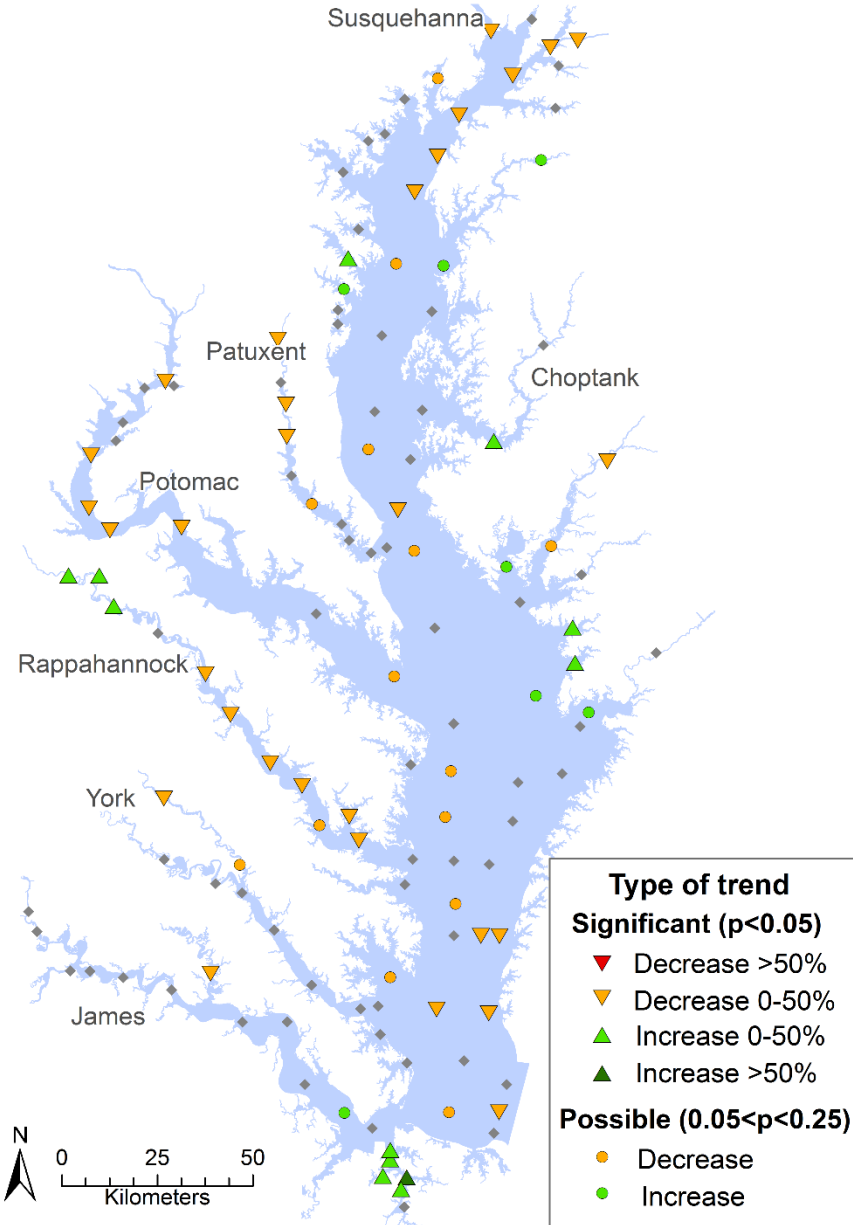 Susquehanna
Patuxent
Choptank
Potomac
Rappahannock
York
James
N
0 25 50
Kilometers
Type of trend
Significant (p<0.05)
Decrease >50%
Decrease 0-50%
Increase 0-50%
Increase >50%
Possible (0.05<p<0.25)
Decrease
Increase